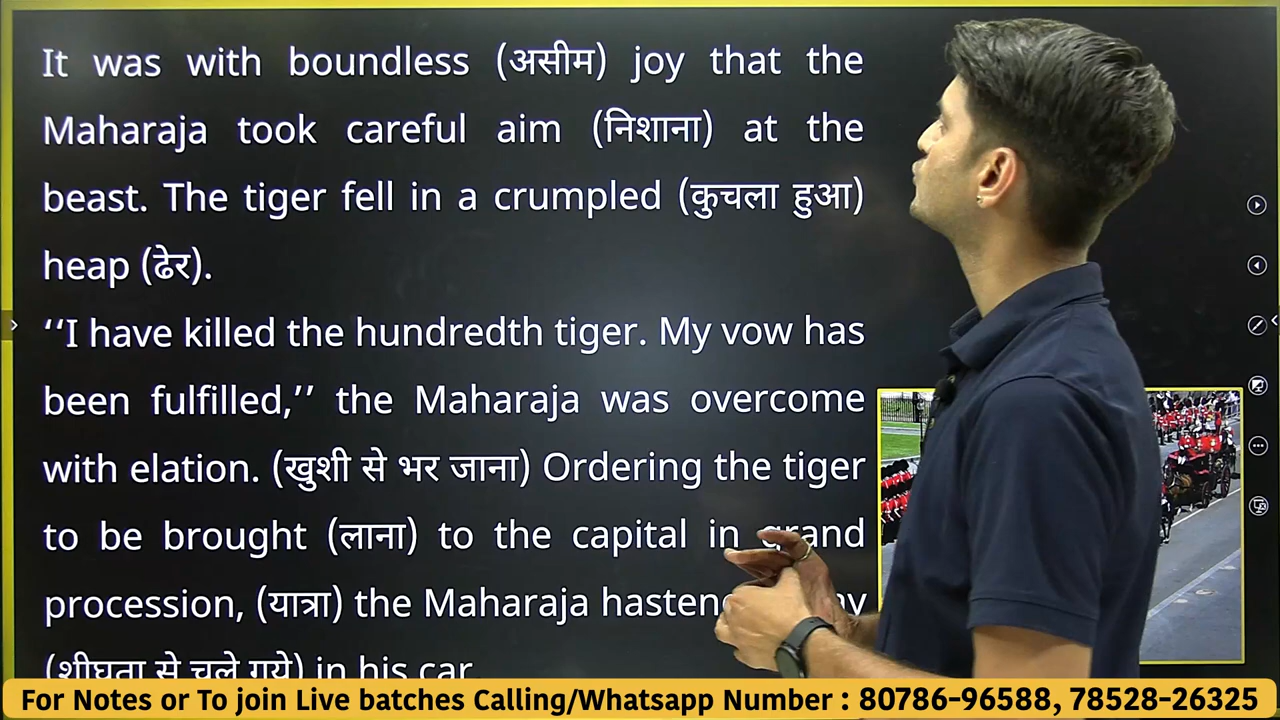 It was with boundless (असीम) joy that the
Maharaja took careful aim (निशाना) at the
beast. The tiger fell in a crumpled (कुचला हुआ)
heap (ढेर).
‘‘I have killed the hundredth tiger. My vow has
been fulfilled,’’ the Maharaja was overcome
with elation. (खुशी से भर जाना) Ordering the tiger
to be brought (लाना) to the capital in grand
procession, (यात्रा) the Maharaja
(शीघ्रता से चले गये) in his car.
For Notes or To join Live batches Calling/Whatsapp Number : 80786-96588, 78528-26325